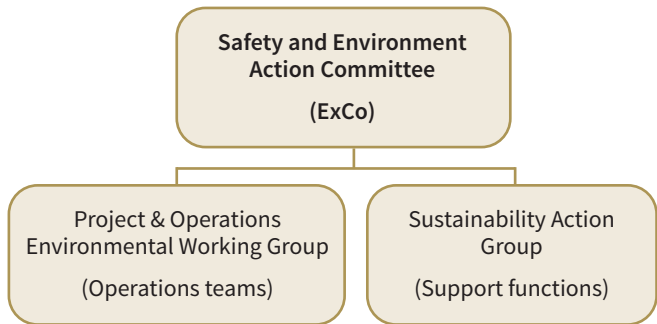 Safety and Environment
Action Committee
(ExCo)
Project & Operations
Environmental Working Group
(Operations teams)
Sustainability Action
Group
(Support functions)